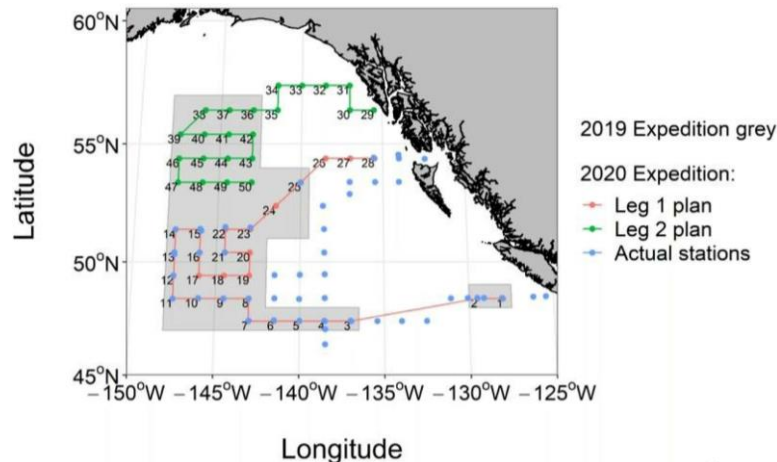 60°N
34 33 32 31
38 37 36 35 30 29
2019 Expedition grey
55°N
39 40 41 42
46 45 44 43 26 27 28
2020 Expedition:
47 48 49 50 25
Leg 1 plan
24
Leg 2 plan
14 15 22 23
Actual stations
50°N
13 16 21 20
12 17 18 19
11 10 9 8 2 1
7 6 5 4 3
45°N
−150°W −145°W −140°W −135°W −130°W −125°W
Latitude
Longitude